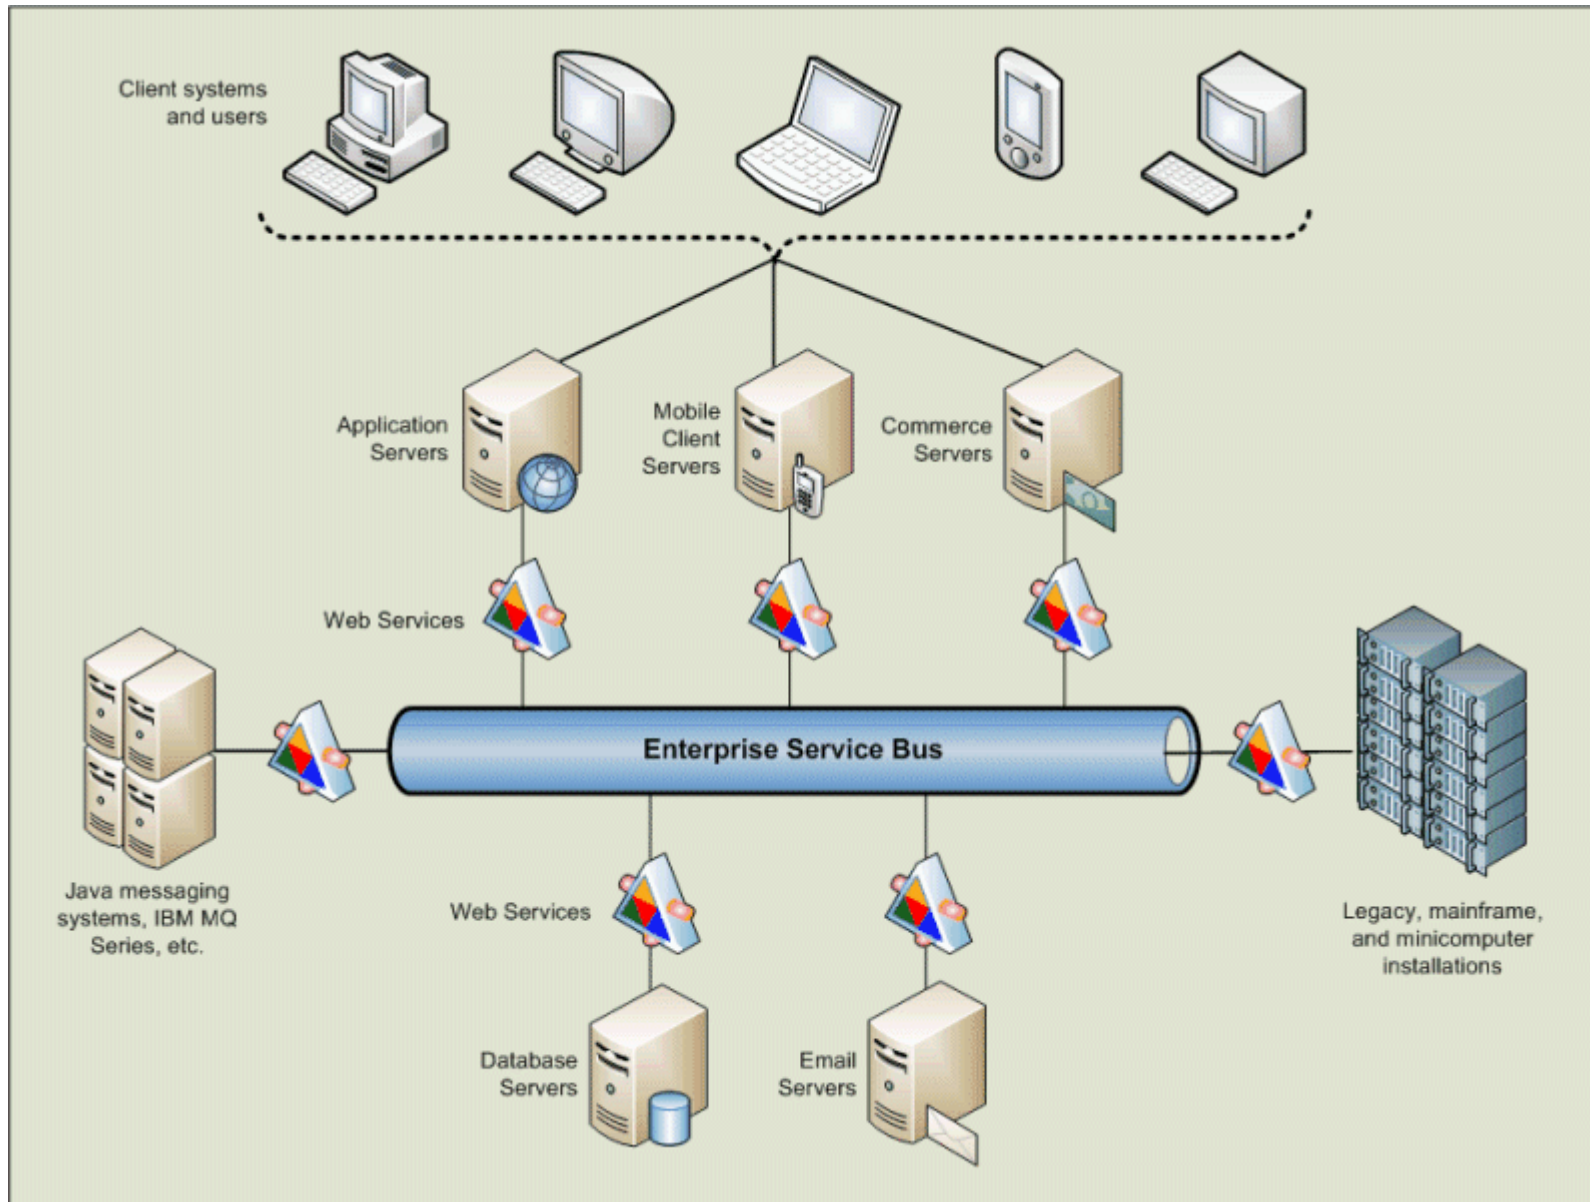 Client systems
and users
Application
Servers
Mobile
Client
Servers
Commerce
Servers
Web Services
Enterprise Service Bus
Java messaging
systems, IBM MQ
Series, etc.
Web Services
Legacy, mainframe,
and minicomputer
installations
Database
Servers
Email
Servers